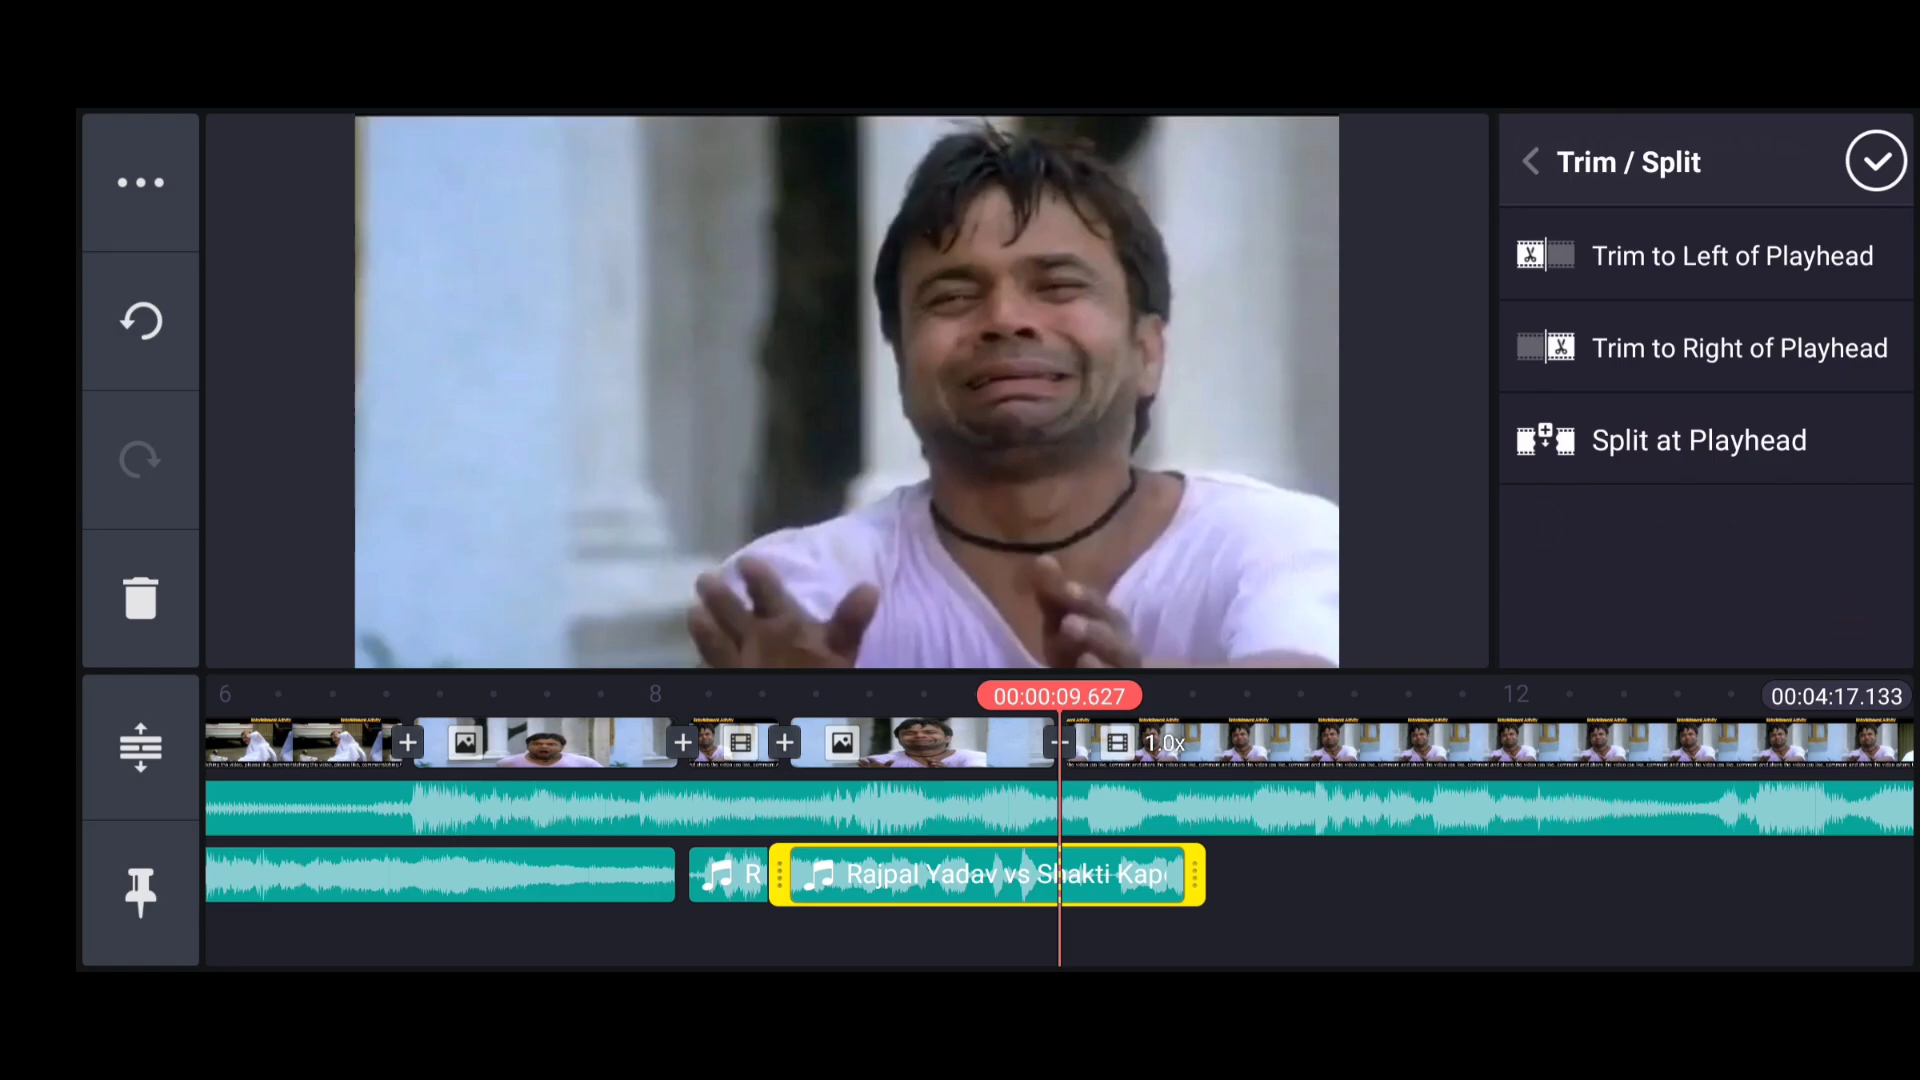 Trim / Split
Trim to Left of Playhead
Trim to Right of Playhead
Split at Playhead
6
8
00:00:09.627
12
00:04:17.133
1.0x
R
Rajpal Yadav vs Shakti Kap